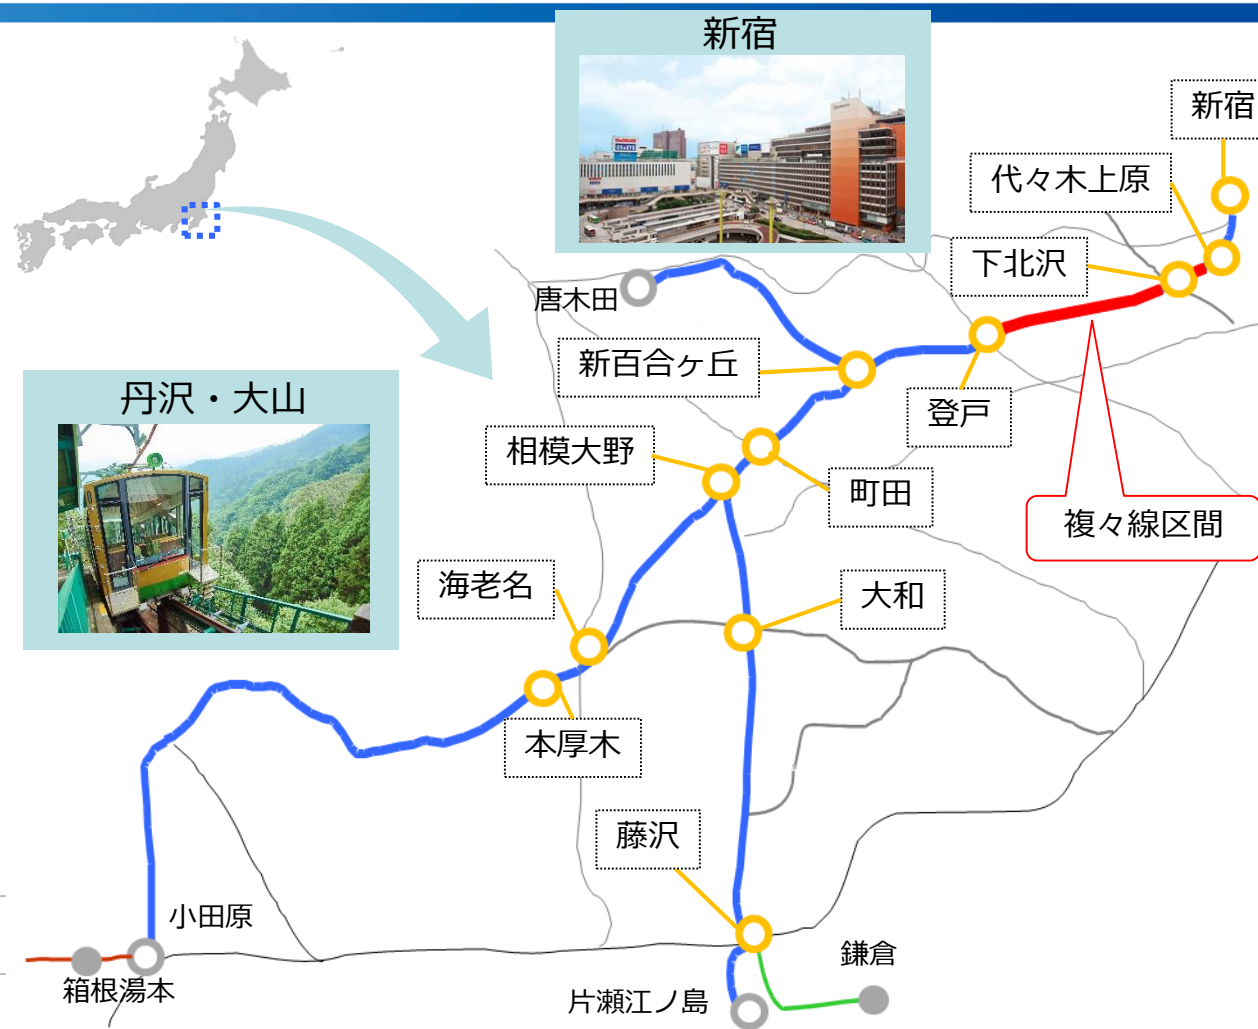 新宿
新宿
代々木上原
下北沢
唐木田
新百合ヶ丘
登戸
丹沢・大山
相模大野
町田
複々線区間
海老名
大和
本厚木
藤沢
小田原
箱根湯本
鎌倉
片瀬江ノ島